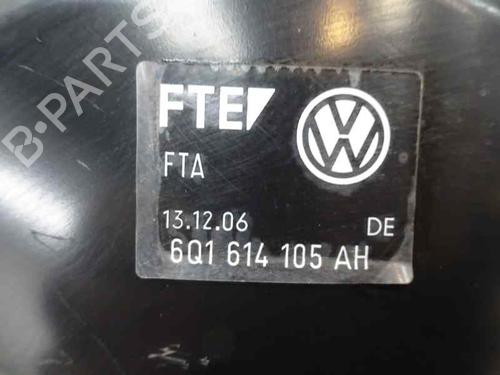 B-PARTS
FTE
FTA
13.12.06 DE
6Q1 614 105 AH